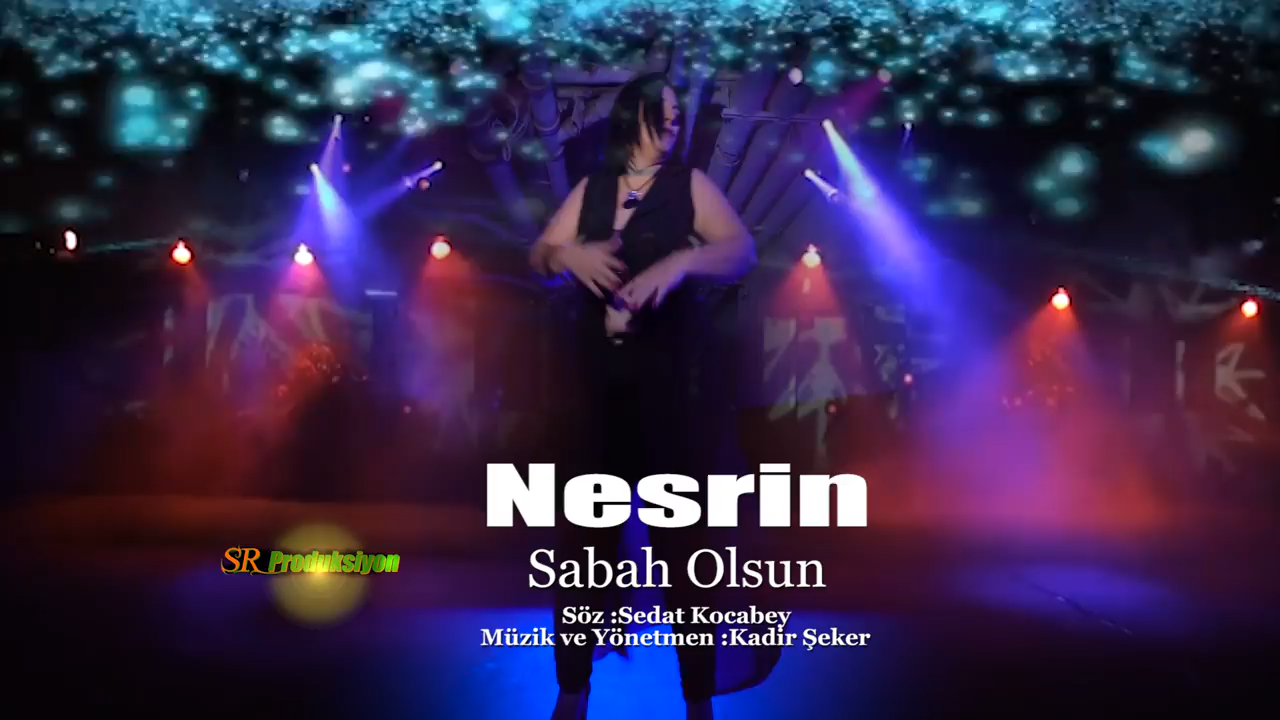 Nesrin
SR Produksiyon
Sabah Olsun
Söz :Sedat Kocabey
Müzik ve Yönetmen :Kadir Şeker